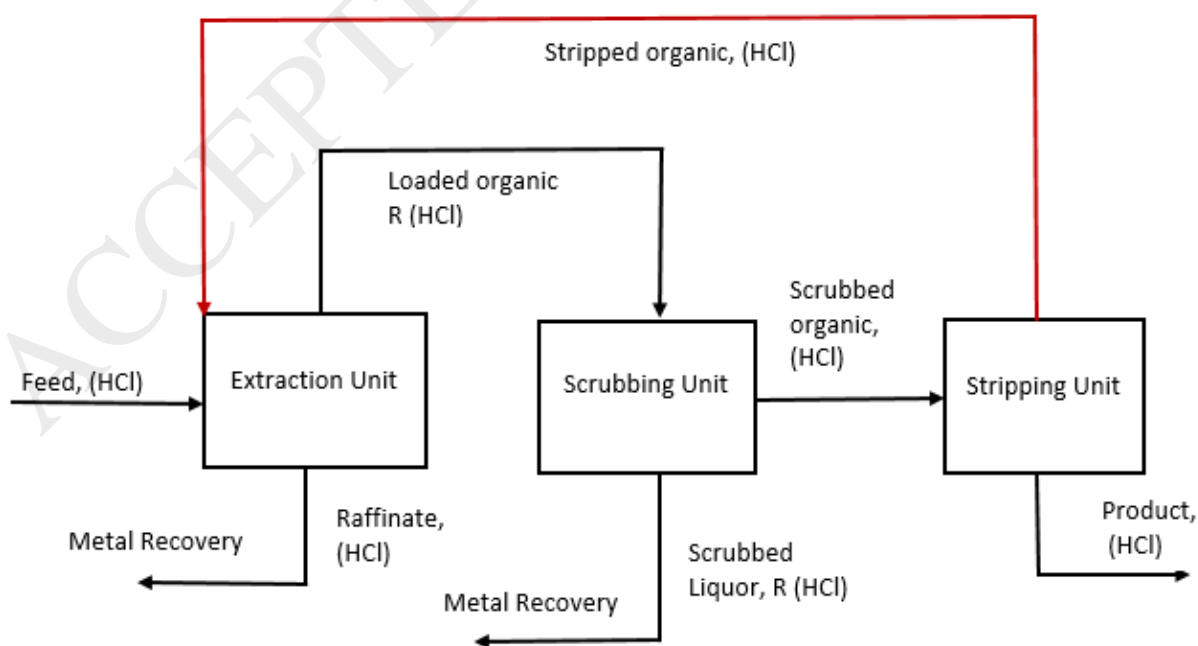 Stripped organic, (HCl)
Loaded organic
R (HCl)
Scrubbed
organic,
(HCl)
Feed, (HCl)
Extraction Unit
Scrubbing Unit
Stripping Unit
Raffinate,
(HCl)
Metal Recovery
Scrubbed
Liquor, R (HCl)
Metal Recovery
Product,
(HCl)
ACCEPT